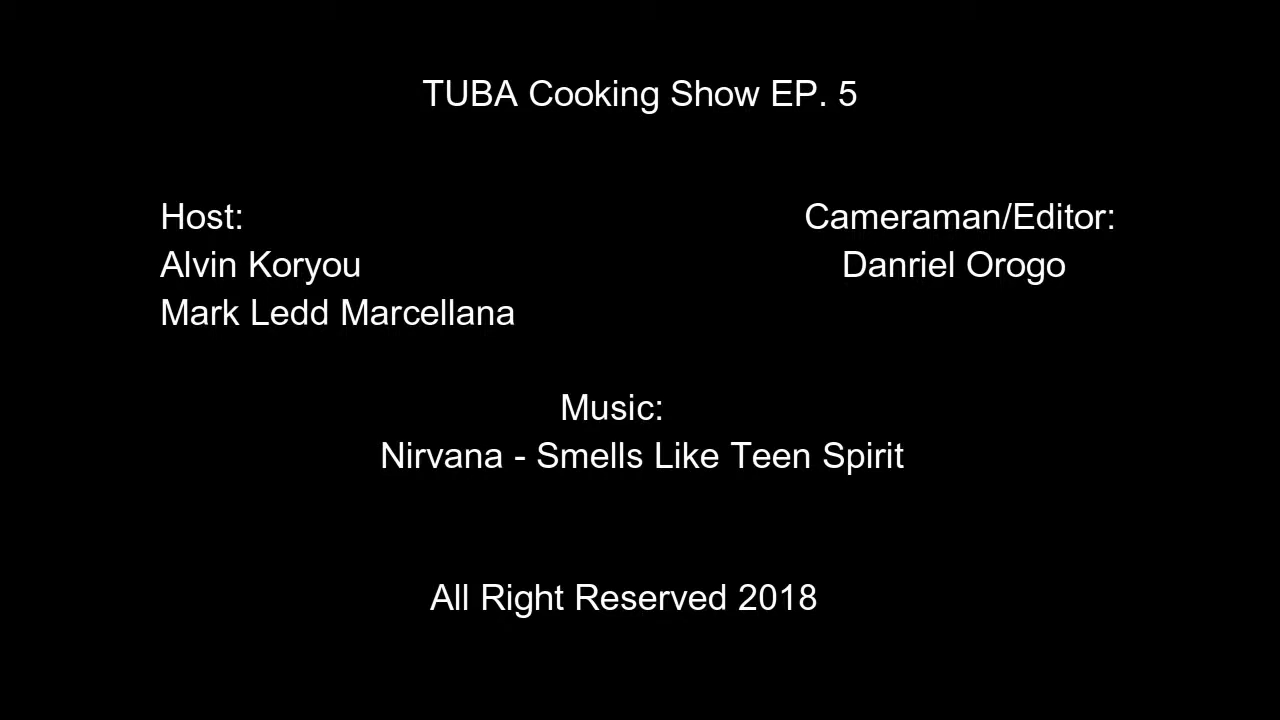 TUBA Cooking Show EP. 5
Host:
Alvin Koryou
Mark Ledd Marcellana
Cameraman/Editor:
Danriel Orogo
Music:
Nirvana - Smells Like Teen Spirit
All Right Reserved 2018